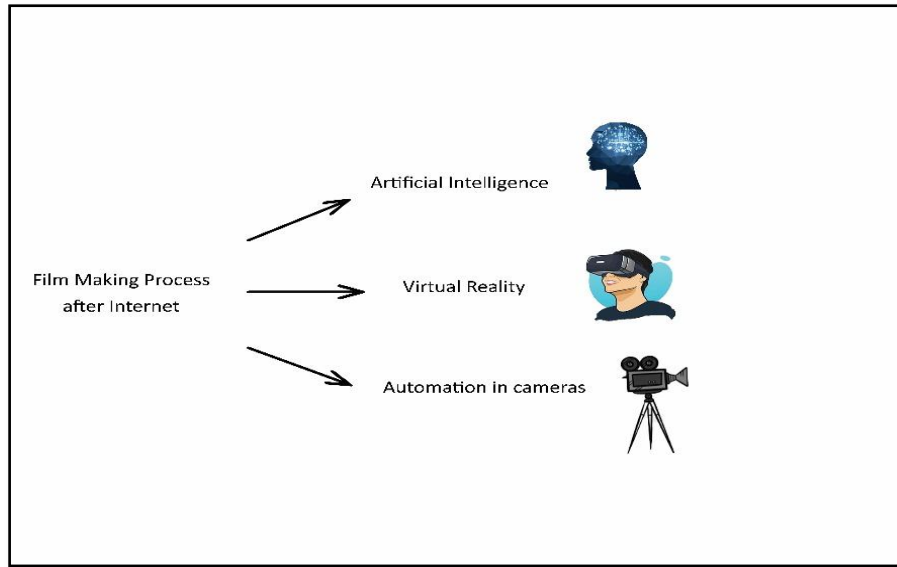 Artificial Intelligence
Film Making Process
after Internet
Virtual Reality
Automation in cameras